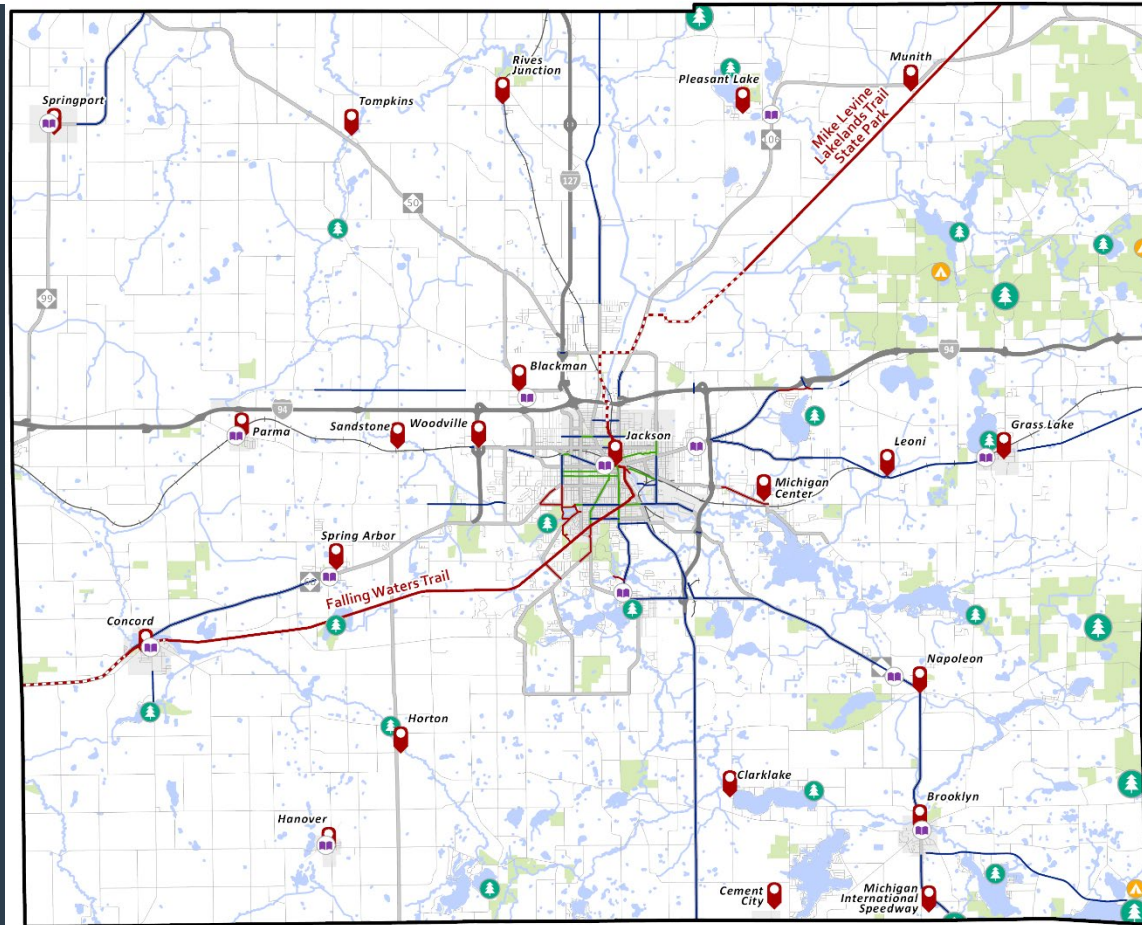 Munith
Rives
Junction
Pleasant Lake
Springport
Tompkins
Mike Levine
Lakelands Trail
State Park
106
127
50
99
94
Blackman
94
Parma
Sandstone
Woodville
Jackson
Grass Lake
Leoni
Michigan
Center
Spring Arbor
Falling Waters Trail
Concord
Napoleon
Horton
Clarklake
Brooklyn
Hanover
Cement
City
Michigan
International
Speedway